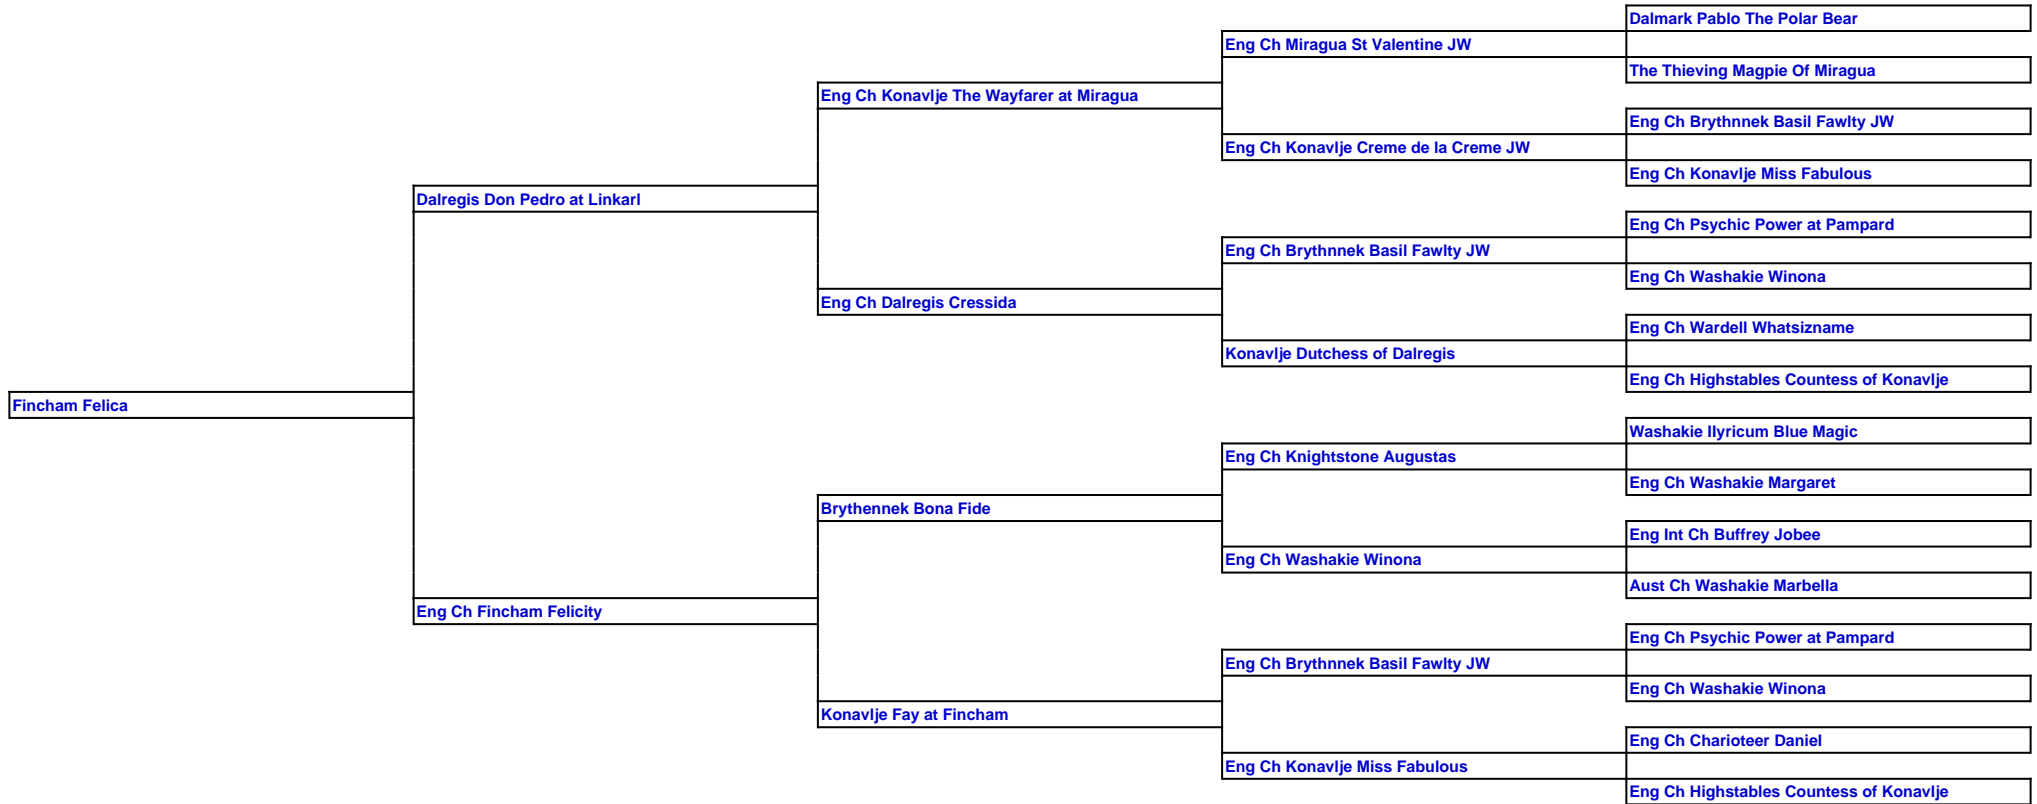 Dalmark Pablo The Polar Bear
Eng Ch Miragua St Valentine JW
The Thieving Magpie Of Miragua
Eng Ch Konavlje The Wayfarer at Miragua
Eng Ch Brythnnek Basil Fawlty JW
Eng Ch Konavlje Creme de la Creme JW
Eng Ch Konavlje Miss Fabulous
Dalregis Don Pedro at Linkarl
Eng Ch Psychic Power at Pampard
Eng Ch Brythnnek Basil Fawlty JW
Eng Ch Washakie Winona
Eng Ch Dalregis Cressida
Eng Ch Wardell Whatsizname
Konavlje Dutchess of Dalregis
Eng Ch Highstables Countess of Konavlje
Fincham Felica
Washakie Ilyricum Blue Magic
Eng Ch Knightstone Augustas
Eng Ch Washakie Margaret
Brythennek Bona Fide
Eng Int Ch Buffrey Jobee
Eng Ch Washakie Winona
Aust Ch Washakie Marbella
Eng Ch Fincham Felicity
Eng Ch Psychic Power at Pampard
Eng Ch Brythnnek Basil Fawlty JW
Eng Ch Washakie Winona
Konavlje Fay at Fincham
Eng Ch Charioteer Daniel
Eng Ch Konavlje Miss Fabulous
Eng Ch Highstables Countess of Konavlje